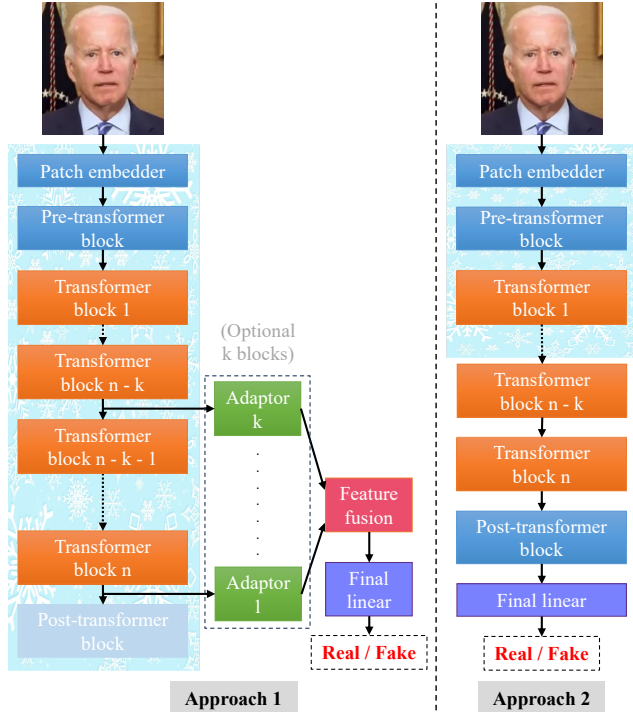 Patch embedder
Pre-transformer
block
Transformer
block 1
Transformer
block n - k
Transformer
block n - k - 1
Transformer
block n
Post-transformer
block
(Optional
k blocks)
Adaptor
k
Adaptor
1
Feature
fusion
Final
linear
Real / Fake
Approach 1
Patch embedder
Pre-transformer
block
Transformer
block 1
Transformer
block n - k
Transformer
block n
Post-transformer
block
Final linear
Real / Fake
Approach 2